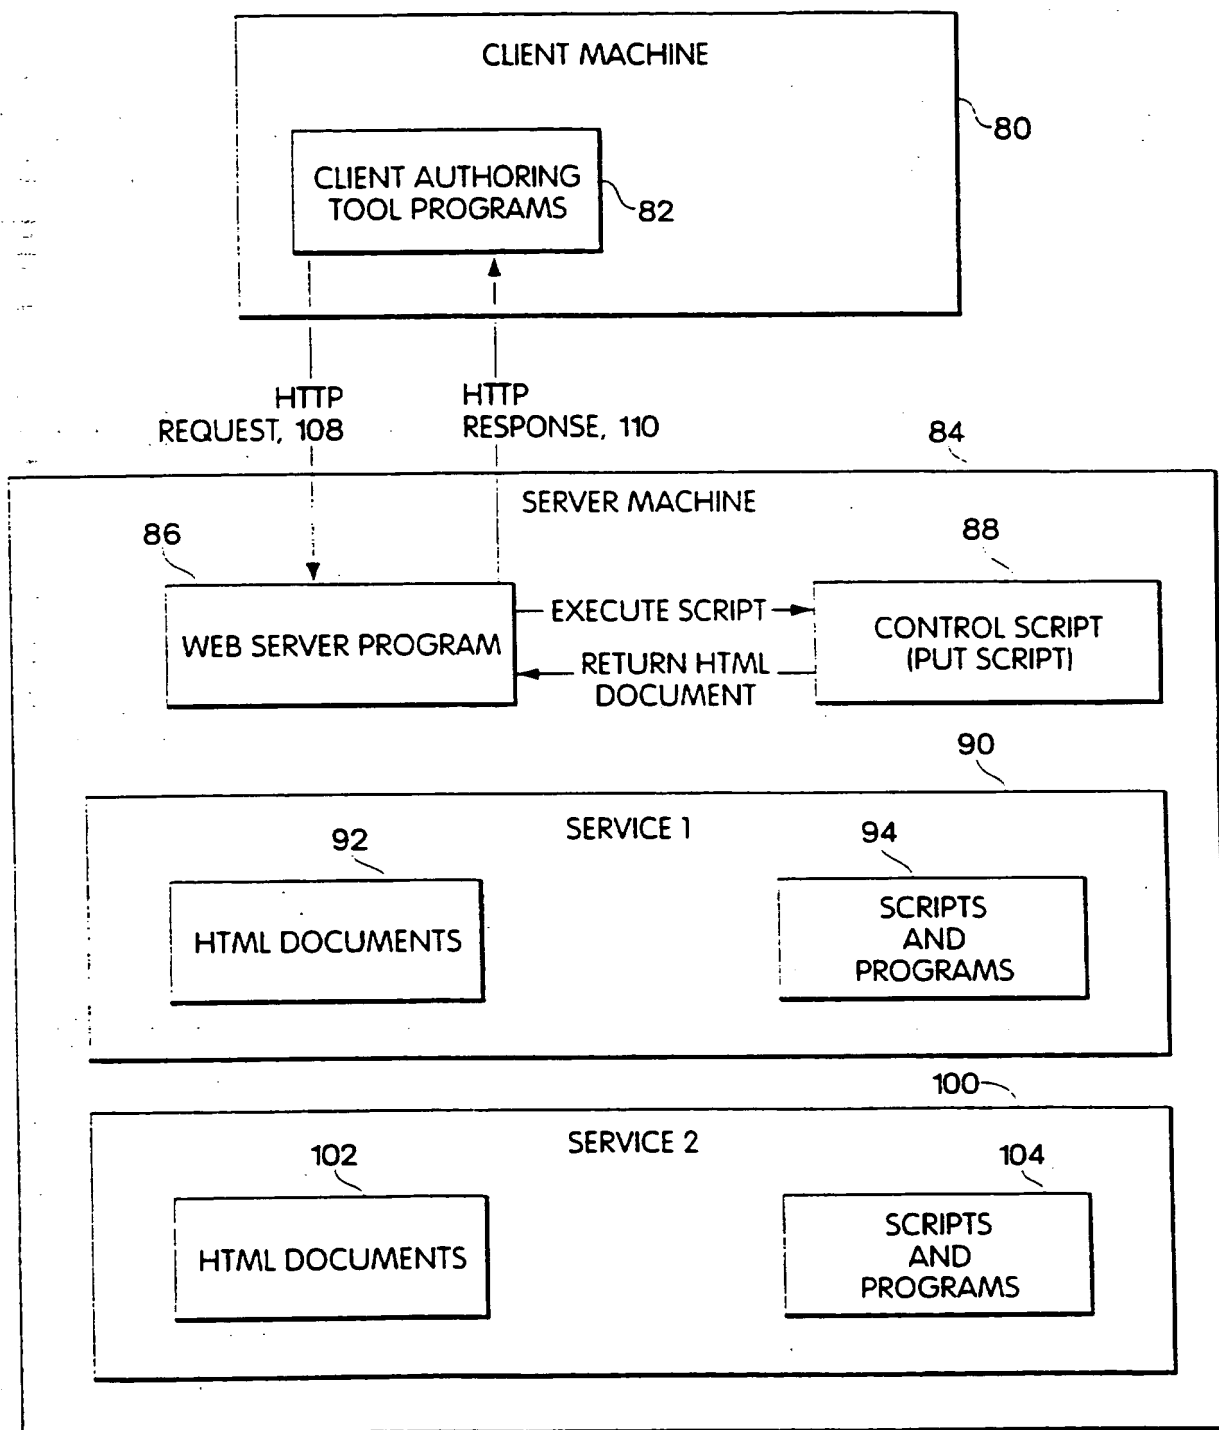 CLIENT MACHINE
80
CLIENT AUTHORING
TOOL PROGRAMS
82
HTTP
REQUEST, 108
HTTP
RESPONSE, 110
84
SERVER MACHINE
86
88
WEB SERVER PROGRAM
EXECUTE SCRIPT
RETURN HTML
DOCUMENT
CONTROL SCRIPT
(PUT SCRIPT)
90
SERVICE 1
92
94
HTML DOCUMENTS
SCRIPTS
AND
PROGRAMS
100
SERVICE 2
102
104
HTML DOCUMENTS
SCRIPTS
AND
PROGRAMS